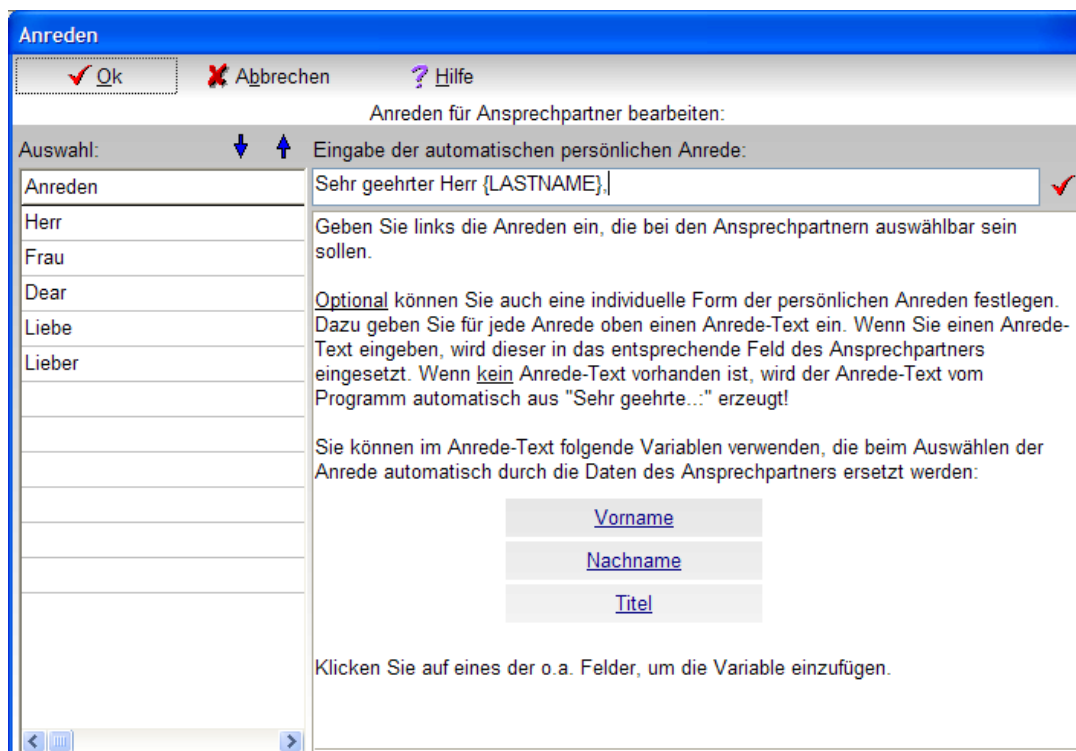 Anreden
Ok Abbrechen Hilfe
Anreden für Ansprechpartner bearbeiten:
Auswahl:
Eingabe der automatischen persönlichen Anrede:
Anreden
Herr
Frau
Dear
Liebe
Lieber
Sehr geehrter Herr {LASTNAME},
Geben Sie links die Anreden ein, die bei den Ansprechpartnern auswählbar sein
sollen.
Optional können Sie auch eine individuelle Form der persönlichen Anreden festlegen.
Dazu geben Sie für jede Anrede oben einen Anrede-Text ein. Wenn Sie einen Anrede-
Text eingeben, wird dieser in das entsprechende Feld des Ansprechpartners
eingesetzt. Wenn kein Anrede-Text vorhanden ist, wird der Anrede-Text vom
Programm automatisch aus "Sehr geehrte..:" erzeugt!
Sie können im Anrede-Text folgende Variablen verwenden, die beim Auswählen der
Anrede automatisch durch die Daten des Ansprechpartners ersetzt werden:
Vorname
Nachname
Titel
Klicken Sie auf eines der o.a. Felder, um die Variable einzufügen.